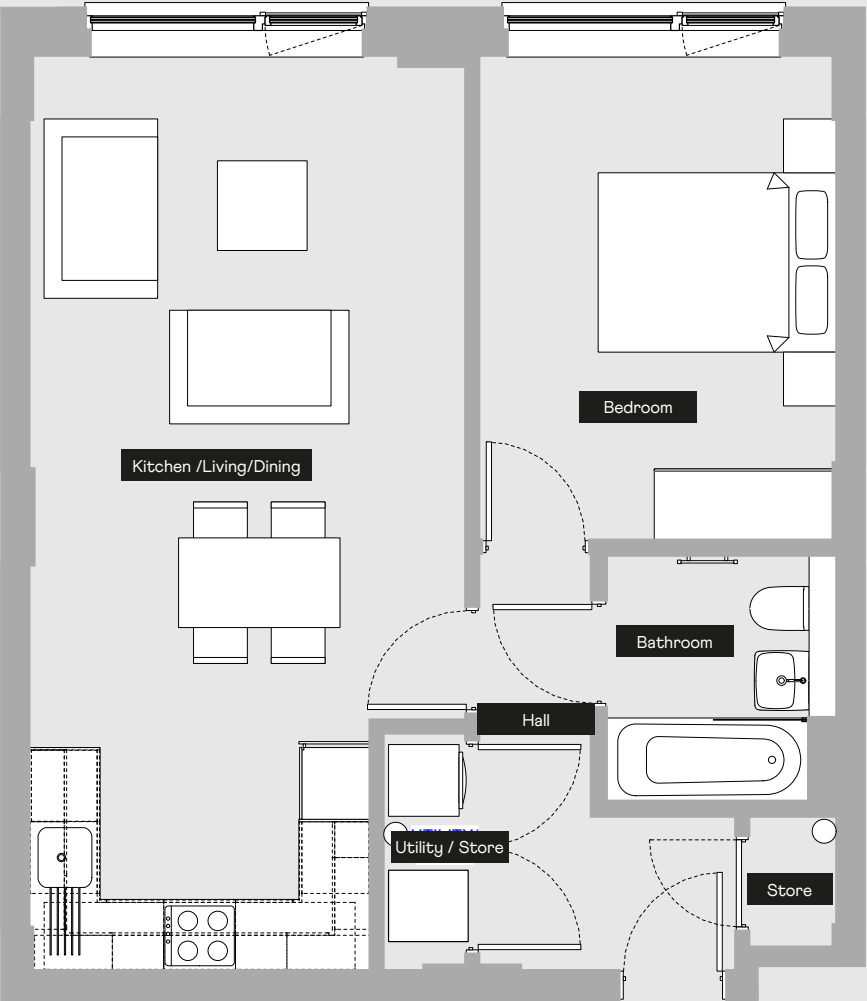 Bedroom
Kitchen /Living/Dining
Bathroom
Hall
Utility / Store
Store